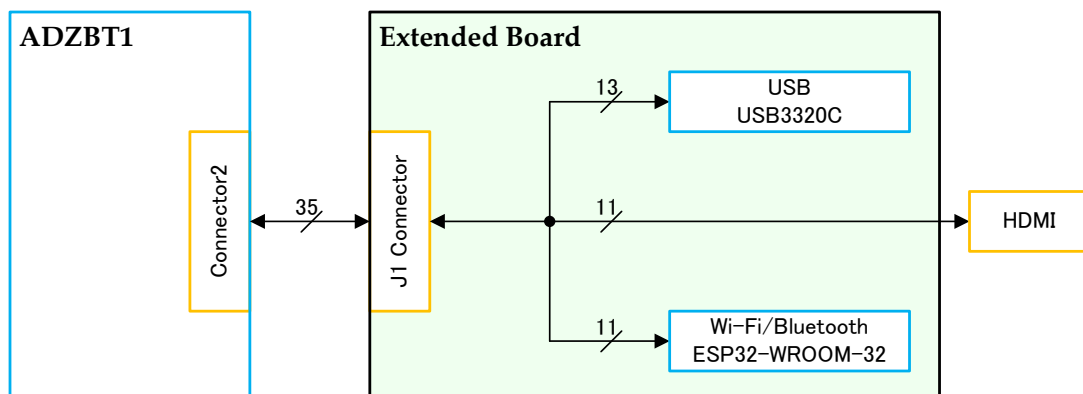 ADZBT1
Extended Board
13
USB
USB3320C
Connector2
35
J1 Connector
11
HDMI
11
Wi-Fi/Bluetooth
ESP32-WROOM-32